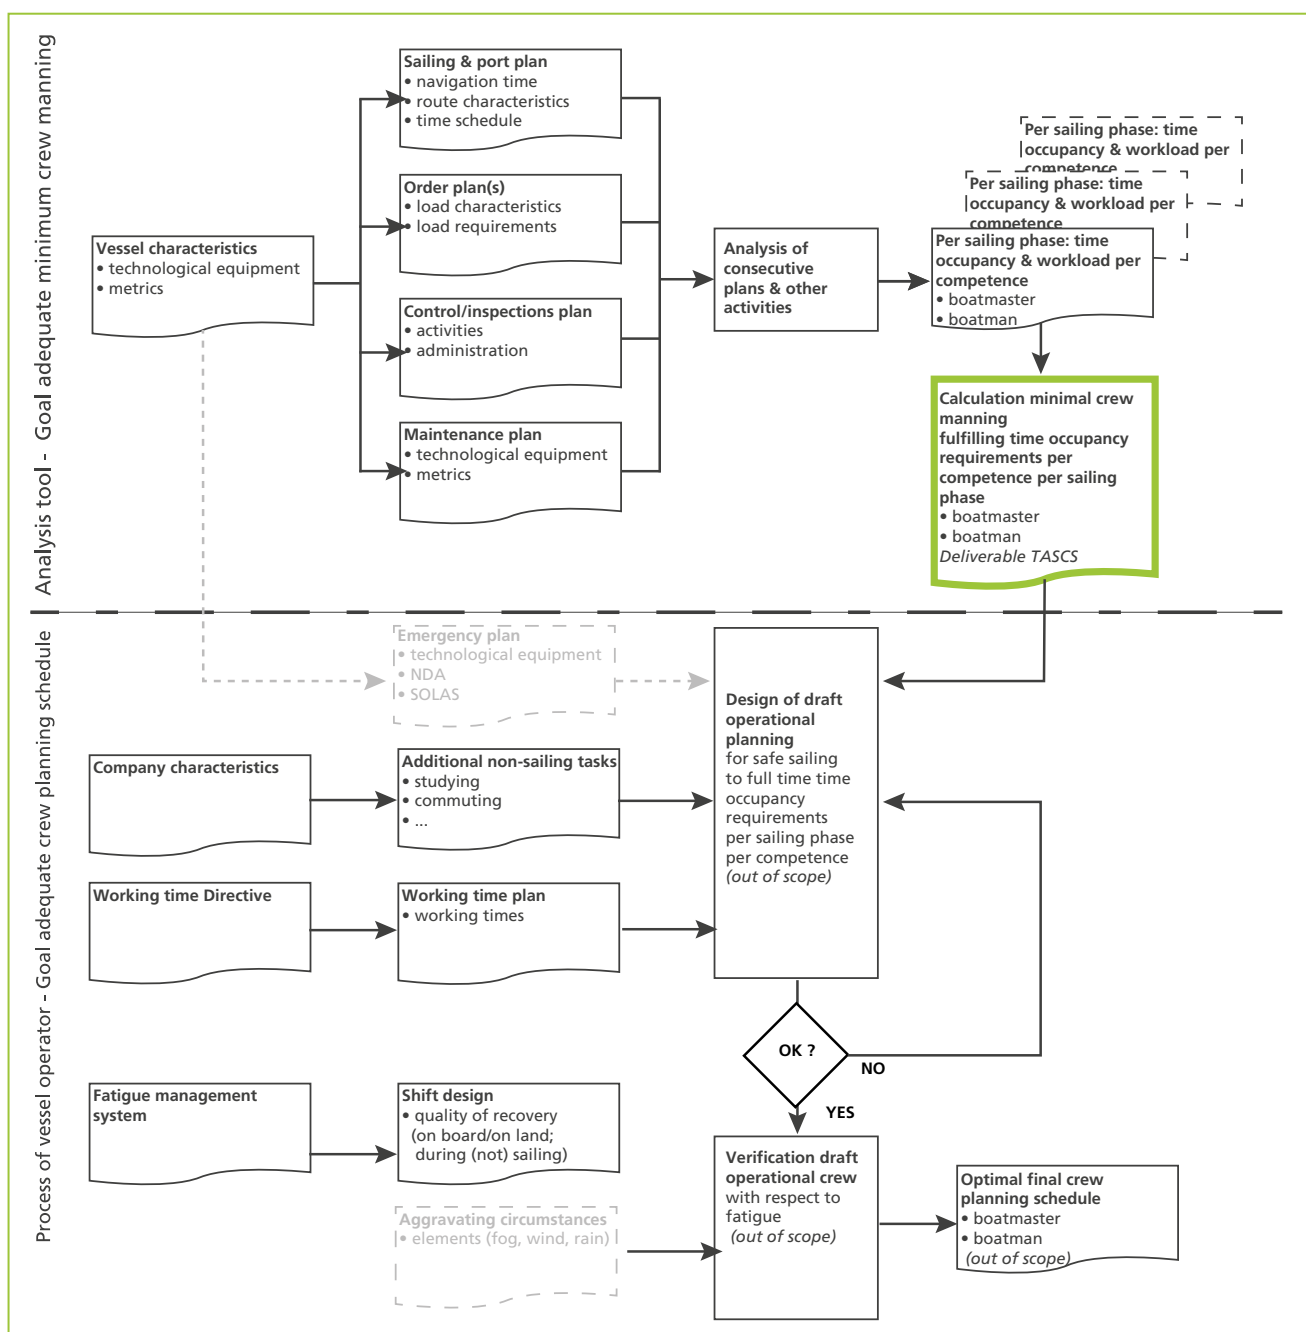 Analysis tool - Goal adequate minimum crew manning
Vessel characteristics
• technological equipment
• metrics
Sailing & port plan
• navigation time
• route characteristics
• time schedule
Order plan(s)
• load characteristics
• load requirements
Control/inspections plan
• activities
• administration
Maintenance plan
• technological equipment
• metrics
Analysis of
consecutive
plans & other
activities
Per sailing phase: time
occupancy & workload per
competence
Per sailing phase: time
occupancy & workload per
competence
Per sailing phase: time
occupancy & workload per
competence
• boatmaster
• boatman
Calculation minimal crew
manning
fulfilling time occupancy
requirements per
competence per sailing
phase
• boatmaster
• boatman
Deliverable TASCS
Process of vessel operator - Goal adequate crew planning schedule
Emergency plan
• technological equipment
• NDA
• SOLAS
Company characteristics
Additional non-sailing tasks
• studying
• commuting
• ...
Working time Directive
Working time plan
• working times
Design of draft
operational
planning
for safe sailing
to full time time
occupancy
requirements
per sailing phase
per competence
(out of scope)
OK ?
NO
YES
Fatigue management
system
Shift design
• quality of recovery
(on board/on land;
during (not) sailing)
Aggravating circumstances
• elements (fog, wind, rain)
Verification draft
operational crew
with respect to
fatigue
(out of scope)
Optimal final crew
planning schedule
• boatmaster
• boatman
(out of scope)